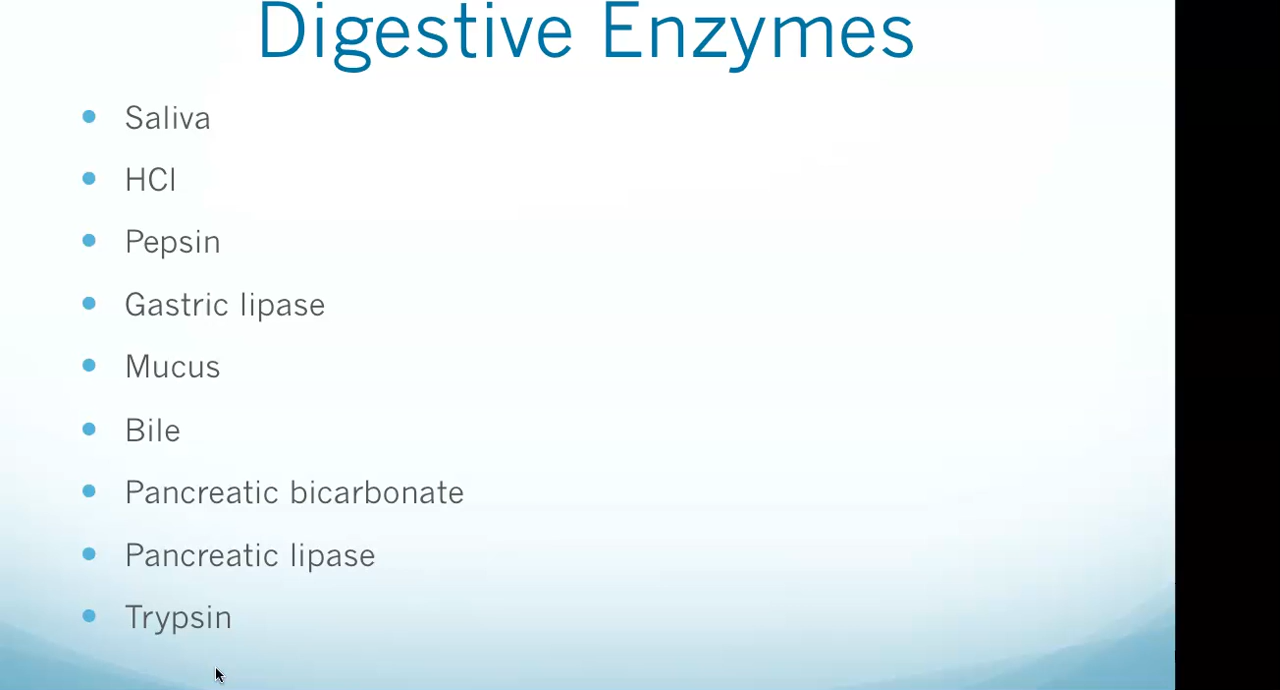 Digestive Enzymes
Saliva
HCl
Pepsin
Gastric lipase
Mucus
Bile
Pancreatic bicarbonate
Pancreatic lipase
Trypsin